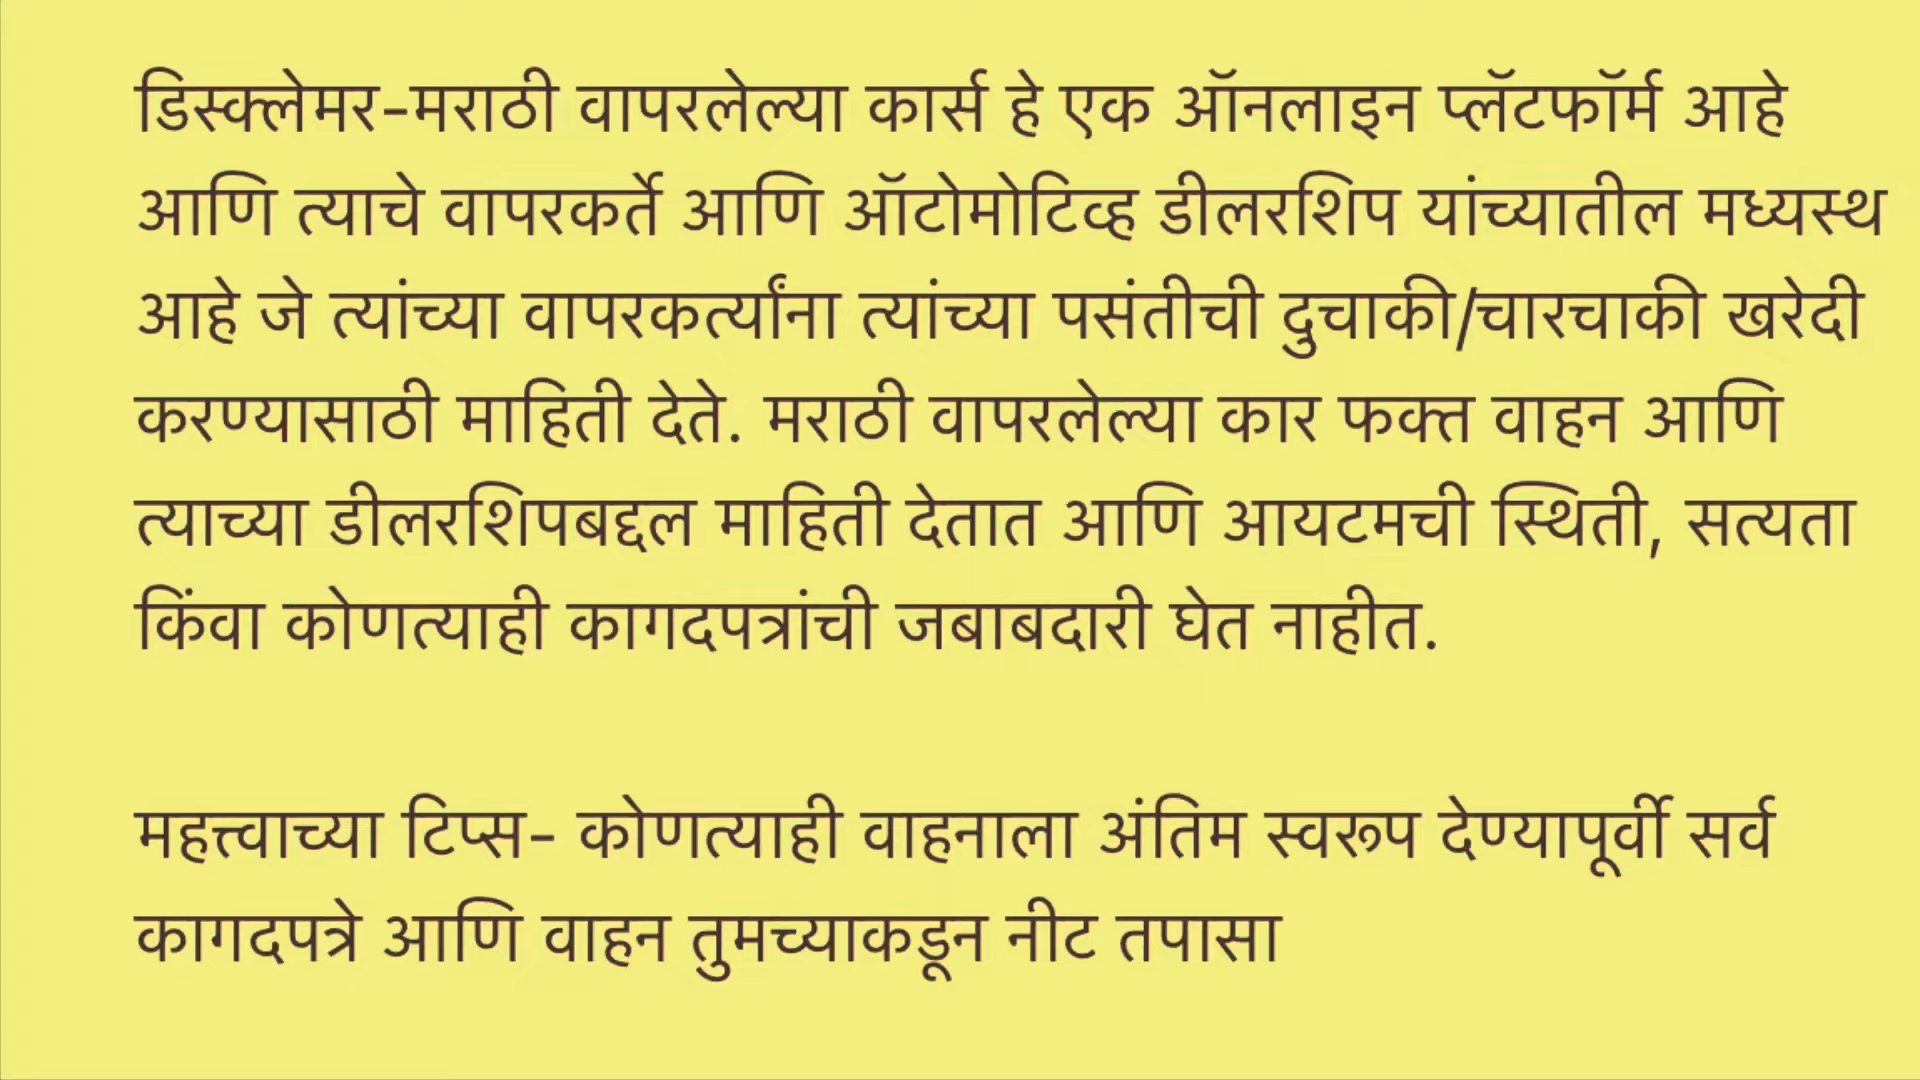 डिस्क्लेमर-मराठी वापरलेल्या कार्स हे एक ऑनलाइन प्लॅटफॉर्म आहे
आणि त्याचे वापरकर्ते आणि ऑटोमोटिव्ह डीलरशिप यांच्यातील मध्यस्थ
आहे जे त्यांच्या वापरकर्त्यांना त्यांच्या पसंतीची दुचाकी/चारचाकी खरेदी
करण्यासाठी माहिती देते. मराठी वापरलेल्या कार फक्त वाहन आणि
त्याच्या डीलरशिपबद्दल माहिती देतात आणि आयटमची स्थिती, सत्यता
किंवा कोणत्याही कागदपत्रांची जबाबदारी घेत नाहीत.
महत्त्वाच्या टिप्स- कोणत्याही वाहनाला अंतिम स्वरूप देण्यापूर्वी सर्व
कागदपत्रे आणि वाहन तुमच्याकडून नीट तपासा